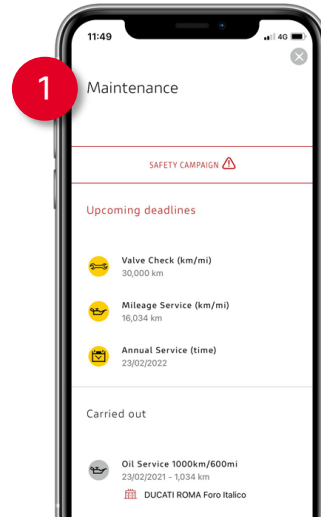 1
11:49
4G
Maintenance
SAFETY CAMPAIGN
Upcoming deadlines
Valve Check (km/mi)
30,000 km
Mileage Service (km/mi)
16,034 km
Annual Service (time)
23/02/2022
Carried out
Oil Service 1000km/600mi
23/02/2021 - 1,034 km
DUCATI ROMA Foro Italico